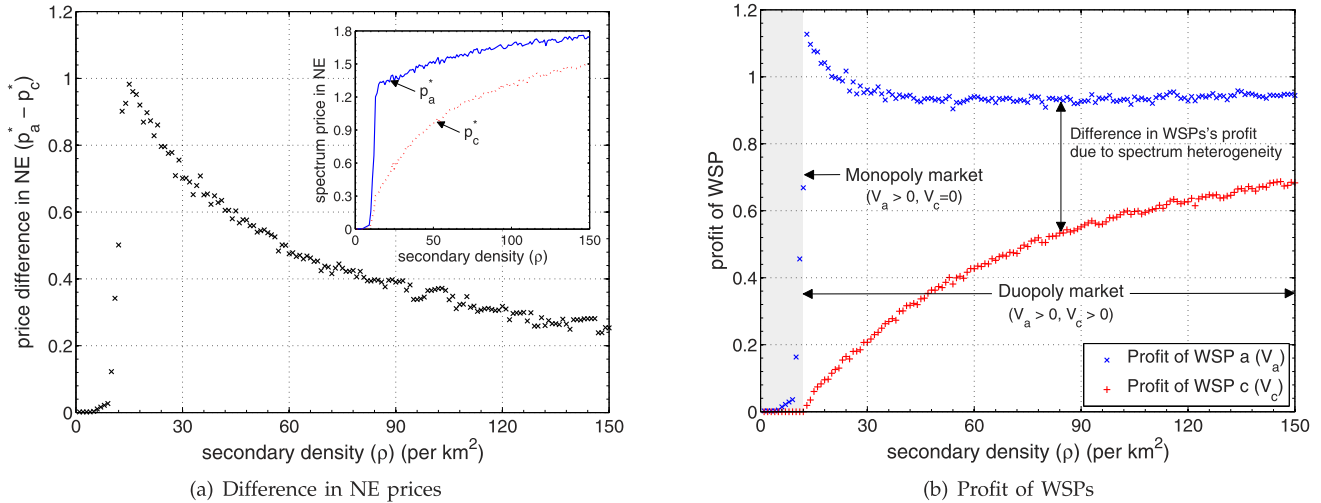 1.2
1
0.8
0.6
0.4
0.2
0
price difference in NE (p*a − p*c)
0 30 60 90 120 150
secondary density (ρ) (per km²)
1.8
1.5
1.2
0.9
0.6
0.3
0
spectrum price in NE
p*a
p*c
0 50 100 150
secondary density (ρ)
(a) Difference in NE prices
1.2
1
0.8
0.6
0.4
0.2
0
profit of WSP
Difference in WSPs's profit
due to spectrum heterogeneity
Monopoly market
(Va > 0, Vc=0)
Duopoly market
(Va > 0, Vc > 0)
Profit of WSP a (Va)
Profit of WSP c (Vc)
0 30 60 90 120 150
secondary density (ρ) (per km²)
(b) Profit of WSPs